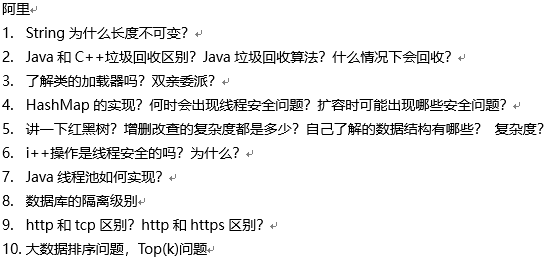 阿里
1. String 为什么长度不可变?
2. Java 和 C++垃圾回收区别? Java 垃圾回收算法? 什么情况下会回收?
3. 了解类的加载器吗? 双亲委派?
4. HashMap 的实现? 何时会出现线程安全问题? 扩容时可能出现哪些安全问题?
5. 讲一下红黑树? 增删改查的复杂度都是多少? 自己了解的数据结构有哪些? 复杂度?
6. i++操作是线程安全的吗? 为什么?
7. Java 线程池如何实现?
8. 数据库的隔离级别
9. http 和 tcp 区别? http 和 https 区别?
10. 大数据排序问题, Top(k)问题